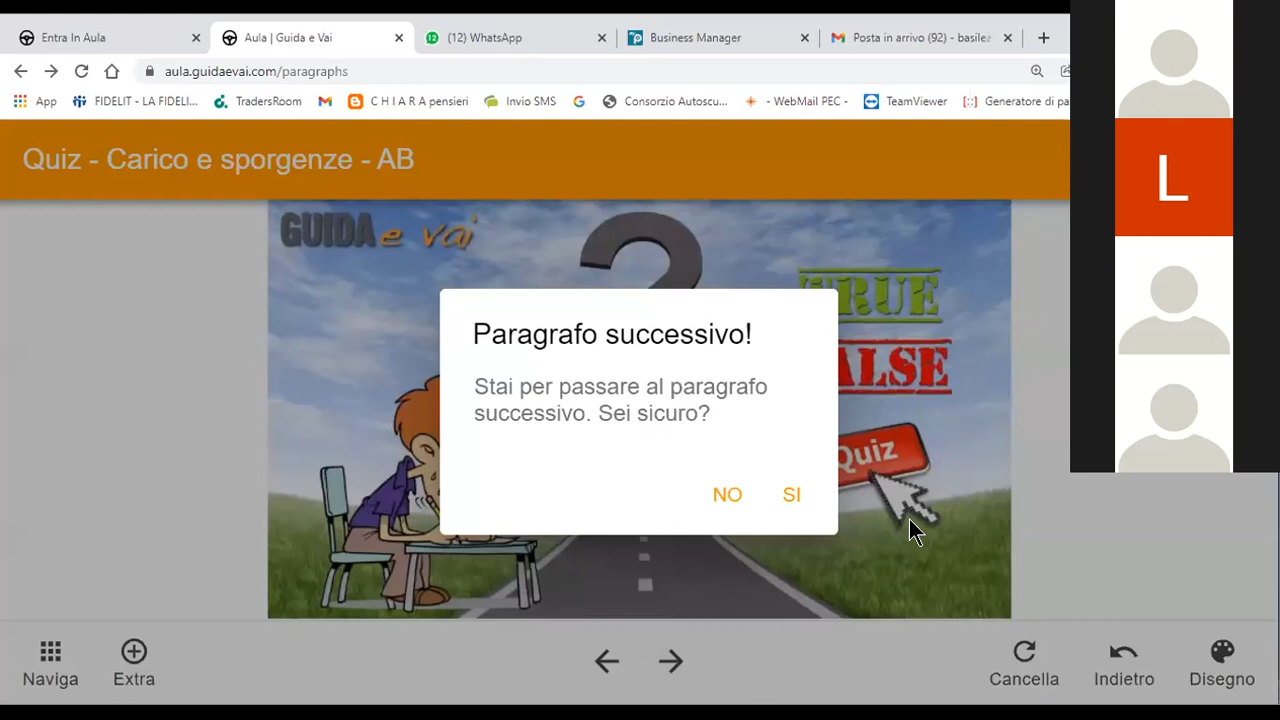 Entra In Aula
Aula | Guida e Vai
(12) WhatsApp
Business Manager
Posta in arrivo (92) - basilea
aula.guidaevai.com/paragraphs
App
FIDELIT - LA FIDELI...
TradersRoom
C H I A R A pensieri
Invio SMS
Consorzio Autoscu...
- WebMail PEC -
TeamViewer
Generatore di pa
Quiz - Carico e sporgenze - AB
GUIDA e vai
?
TRUE
L
Paragrafo successivo!
ALSE
Stai per passare al paragrafo
successivo. Sei sicuro?
Quiz
NO
SI
Naviga
Extra
Cancella
Indietro
Disegno